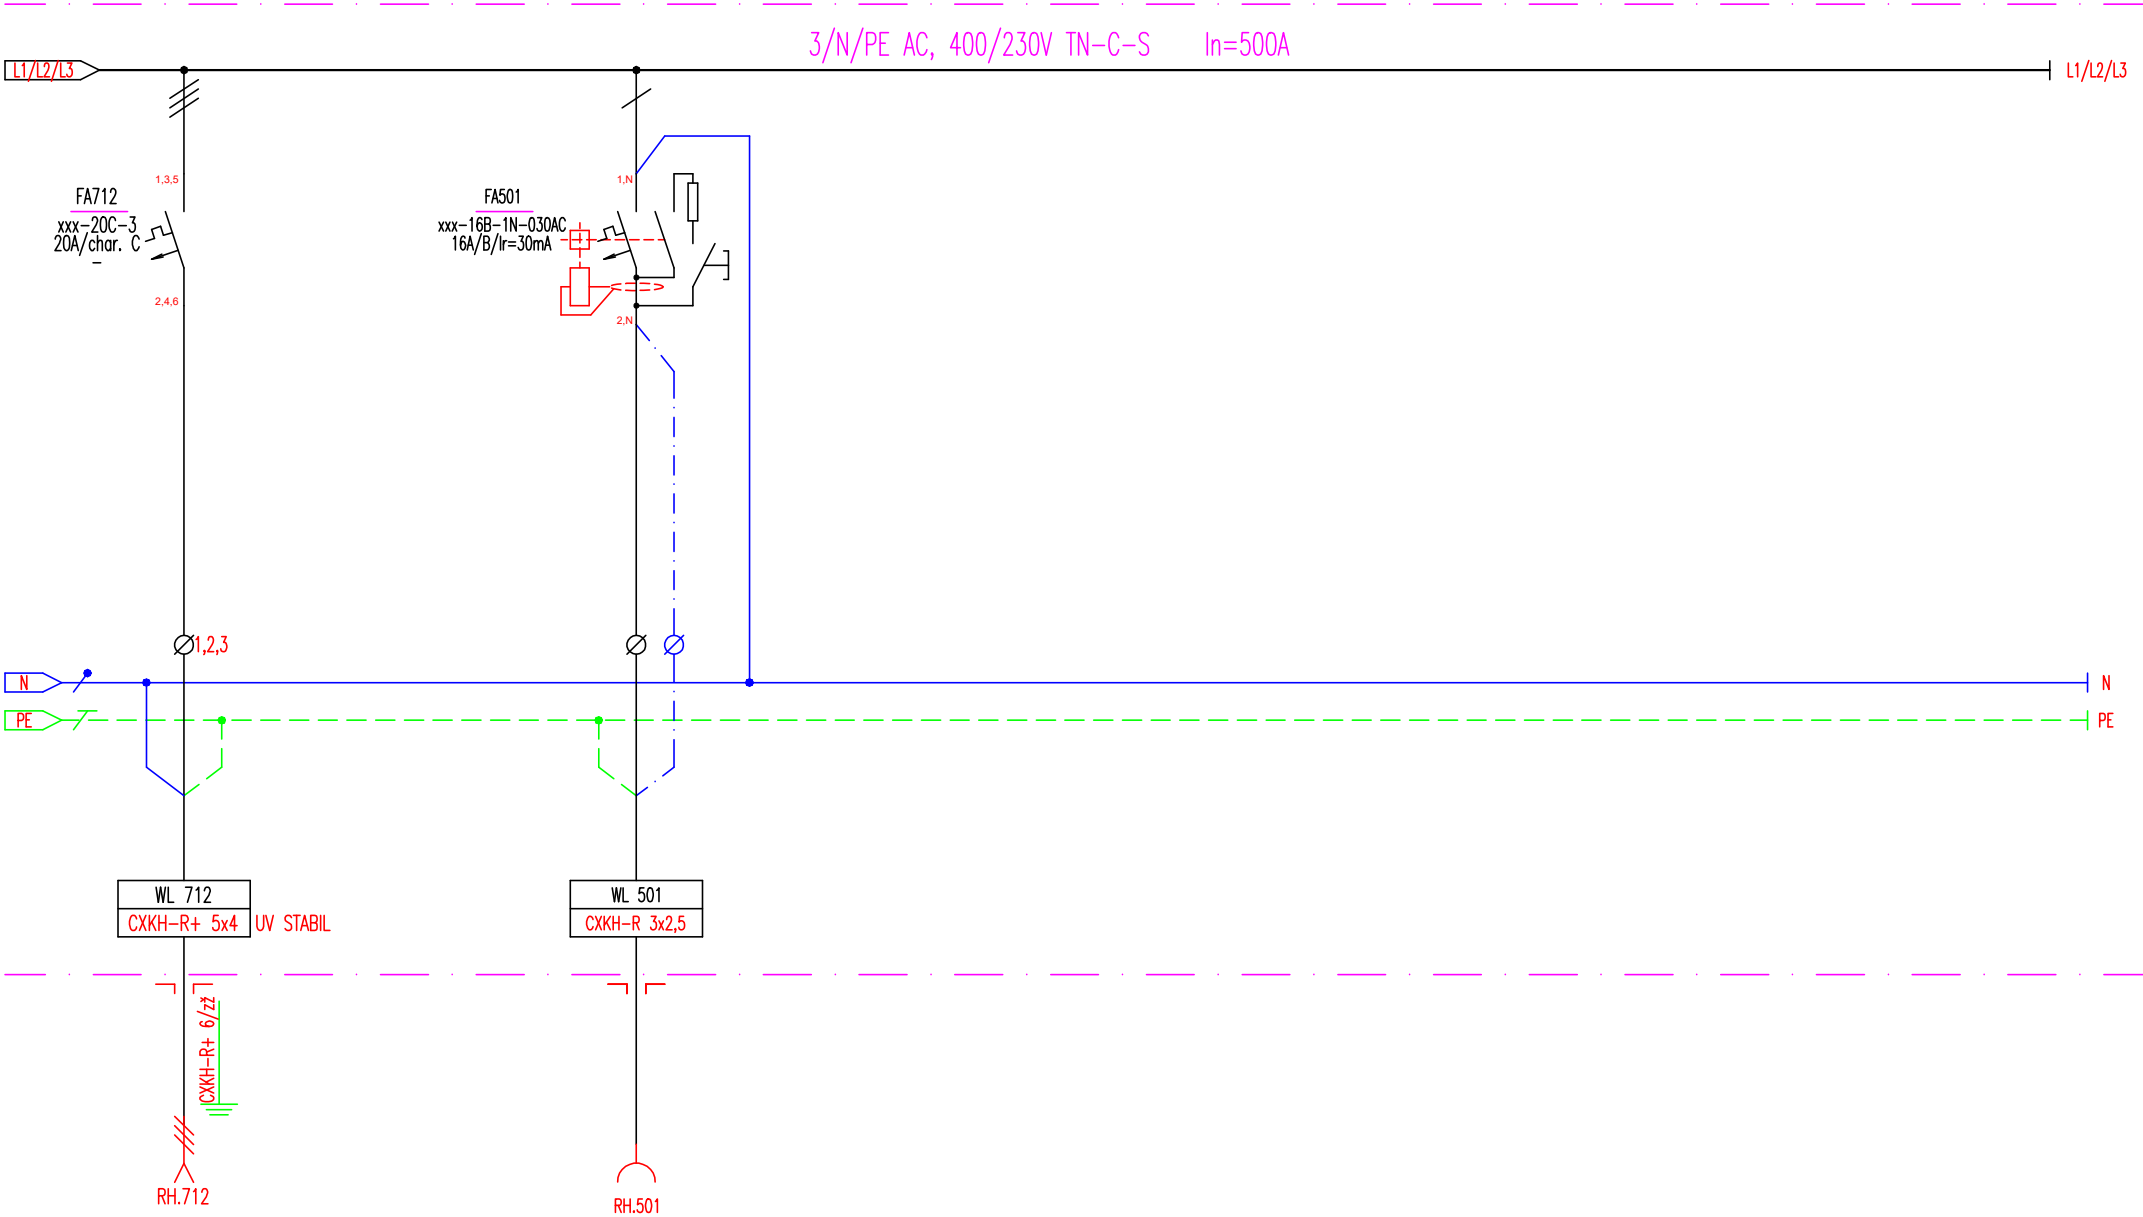 3/N/PE AC, 400/230V TN-C-S In=500A
L1/L2/L3
L1/L2/L3
1,3,5
1,N
FA712
xxx-20C-3
20A/char. C
-
FA501
xxx-16B-1N-030AC
16A/B/Ir=30mA
2,4,6
2,N
1,2,3
N
N
PE
PE
WL 712
CXKH-R+ 5x4
UV STABIL
WL 501
CXKH-R 3x2,5
CXKH-R+ 6/zž
RH.712
RH.501